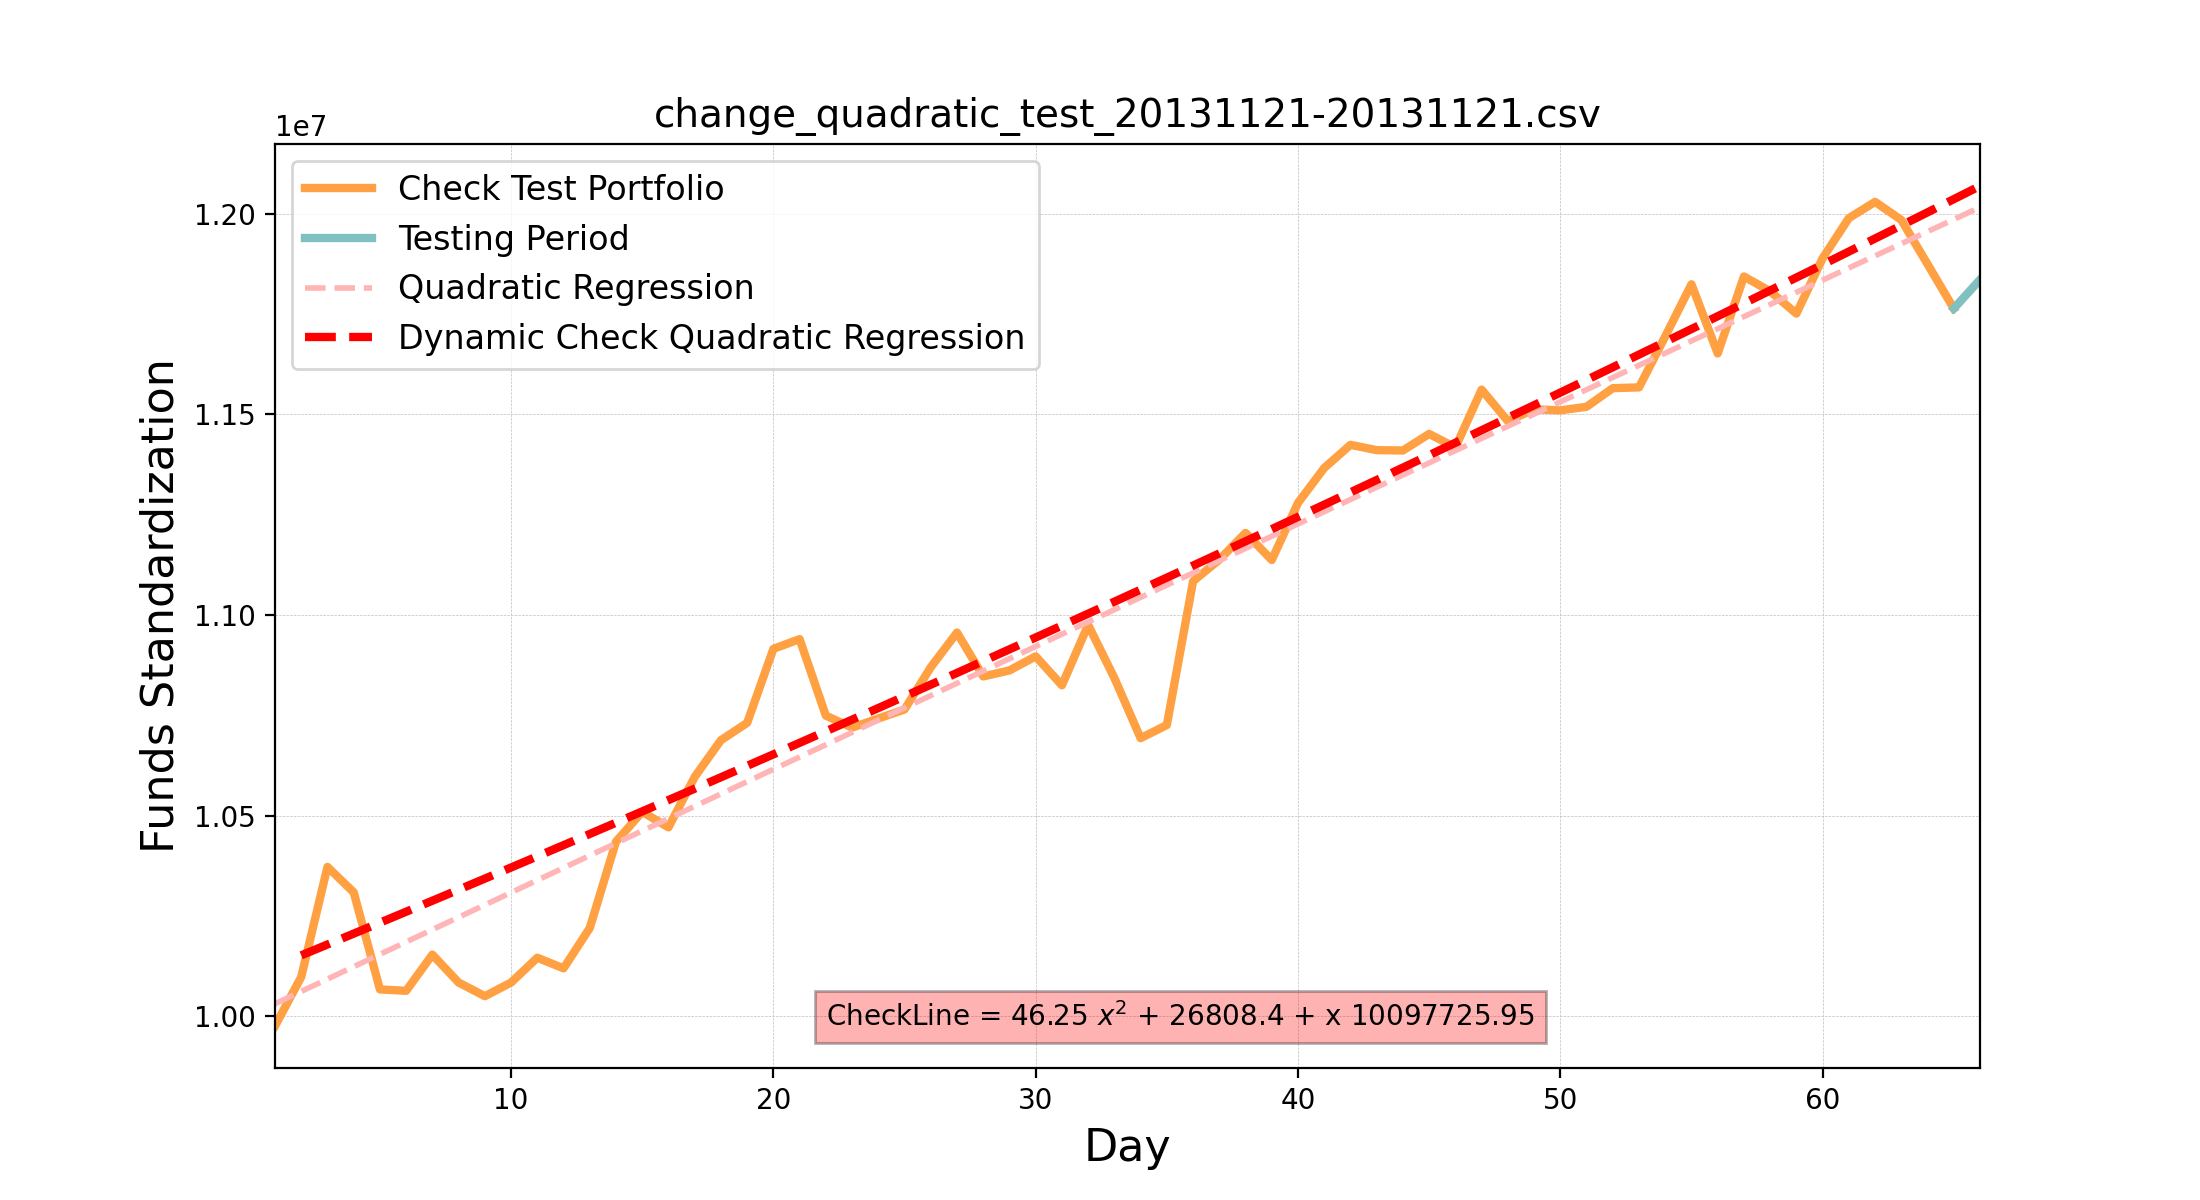 change_quadratic_test_20131121-20131121.csv
1e7
Check Test Portfolio
Testing Period
Quadratic Regression
Dynamic Check Quadratic Regression
1.20
1.15
1.10
1.05
1.00
Funds Standardization
CheckLine = 46.25 x² + 26808.4 + x 10097725.95
10 20 30 40 50 60
Day